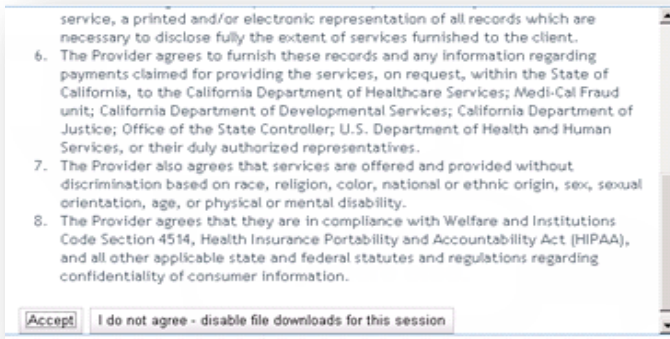 service, a printed and/or electronic representation of all records which are
necessary to disclose fully the extent of services furnished to the client.
6. The Provider agrees to furnish these records and any information regarding
payments claimed for providing the services, on request, within the State of
California, to the California Department of Healthcare Services; Medi-Cal Fraud
unit; California Department of Developmental Services; California Department of
Justice; Office of the State Controller; U.S. Department of Health and Human
Services, or their duly authorized representatives.
7. The Provider also agrees that services are offered and provided without
discrimination based on race, religion, color, national or ethnic origin, sex, sexual
orientation, age, or physical or mental disability.
8. The Provider agrees that they are in compliance with Welfare and Institutions
Code Section 4514, Health Insurance Portability and Accountability Act (HIPAA),
and all other applicable state and federal statutes and regulations regarding
confidentiality of consumer information.
Accept I do not agree - disable file downloads for this session